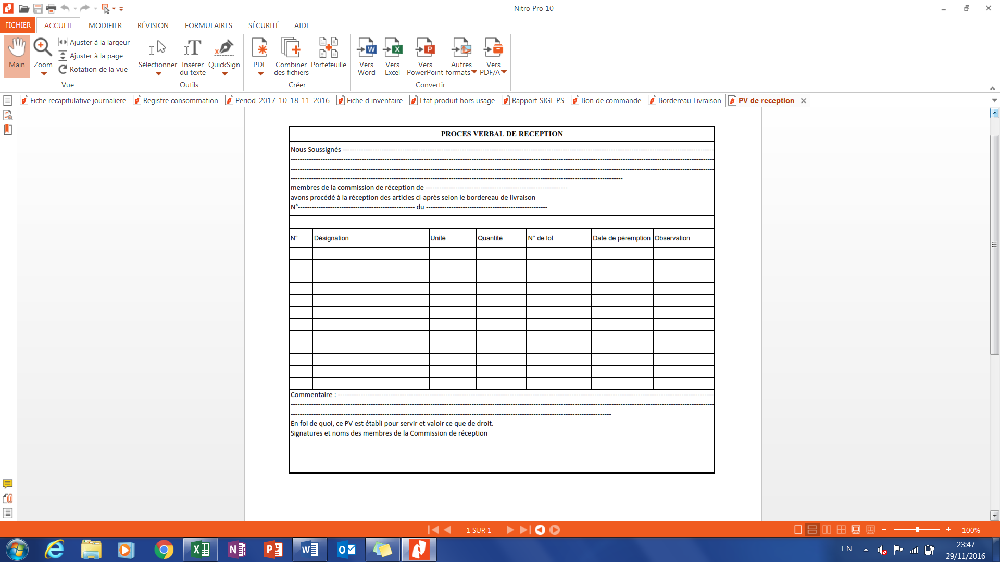 - Nitro Pro 10
FICHIER ACCUEIL MODIFIER RÉVISION FORMULAIRES SÉCURITÉ AIDE
Main
Zoom
Ajuster à la largeur
Ajuster à la page
Rotation de la vue
Vue
Sélectionner
Insérer
du texte
QuickSign
Outils
PDF
Combiner
des fichiers
Portefeuille
Créer
Vers
Word
Vers
Excel
Vers
PowerPoint
Autres
formats
Vers
PDF/A
Convertir
Fiche recapitulative journaliere Registre consommation Period_2017-10_18-11-2016 Fiche d inventaire Etat produit hors usage Rapport SIGL PS Bon de commande Bordereau Livraison PV de reception
PROCES VERBAL DE RECEPTION
Nous Soussignés
membres de la commission de réception de
avons procédé à la réception des articles ci-après selon le bordereau de livraison
N° du
N° Désignation Unité Quantité N° de lot Date de péremption Observation
Commentaire :
En foi de quoi, ce PV est établi pour servir et valoir ce que de droit.
Signatures et noms des membres de la Commission de réception
1 SUR 1
100%
EN
23:47
29/11/2016